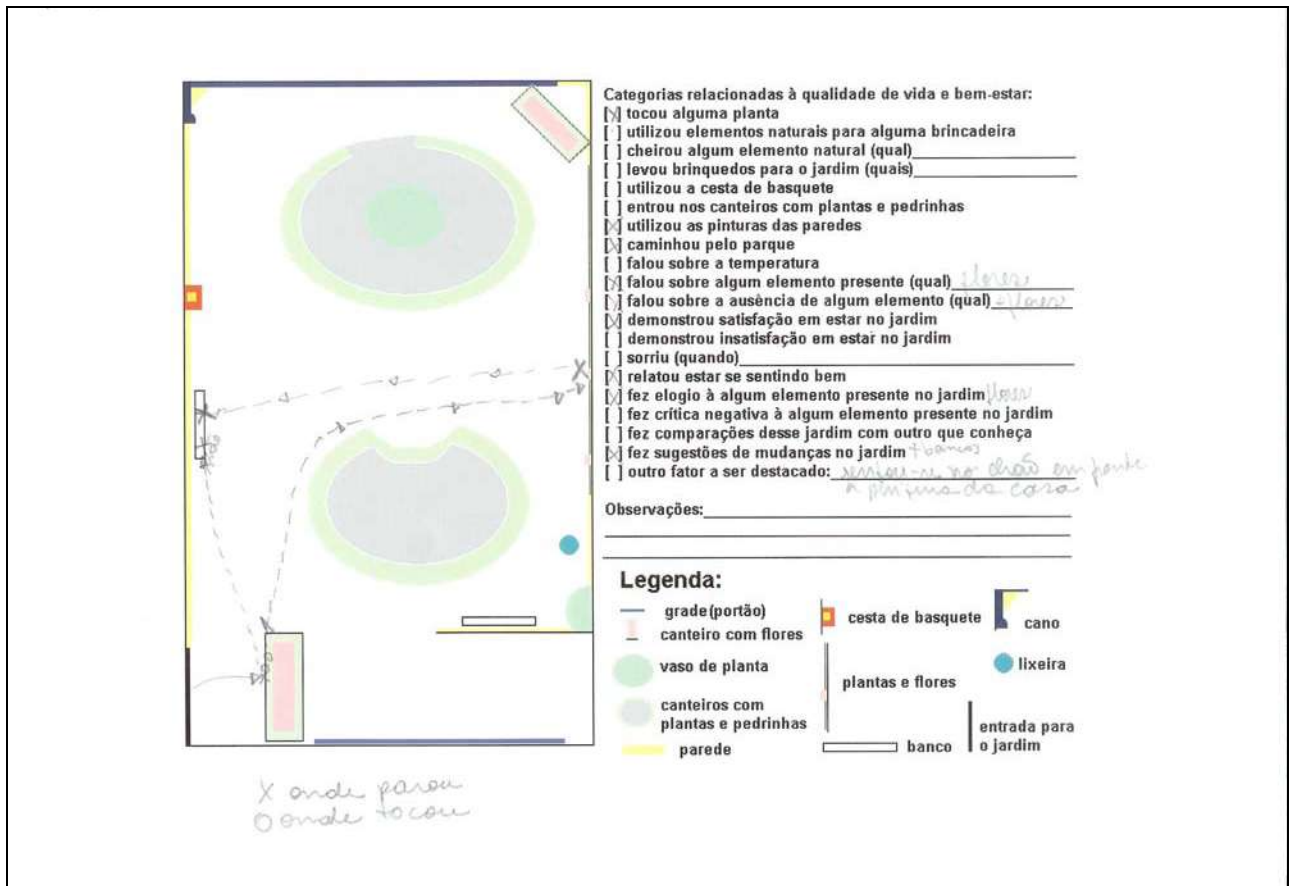 Categorias relacionadas à qualidade de vida e bem-estar:
[X] tocou alguma planta
[ ] utilizou elementos naturais para alguma brincadeira
[ ] cheirou algum elemento natural (qual)
[ ] levou brinquedos para o jardim (quais)
[ ] utilizou a cesta de basquete
[ ] entrou nos canteiros com plantas e pedrinhas
[X] utilizou as pinturas das paredes
[X] caminhou pelo parque
[ ] falou sobre a temperatura
[X] falou sobre algum elemento presente (qual) flores
[X] falou sobre a ausência de algum elemento (qual) +flores
[X] demonstrou satisfação em estar no jardim
[ ] demonstrou insatisfação em estar no jardim
[ ] sorriu (quando)
[X] relatou estar se sentindo bem
[X] fez elogio à algum elemento presente no jardim flores
[ ] fez crítica negativa à algum elemento presente no jardim
[ ] fez comparações desse jardim com outro que conheça
[X] fez sugestões de mudanças no jardim + bancos
[ ] outro fator a ser destacado: sentou-se no chão em frente
à pintura da casa
Observações:
Legenda:
grade(portão)
canteiro com flores
vaso de planta
canteiros com
plantas e pedrinhas
parede
cesta de basquete
plantas e flores
banco
cano
lixeira
entrada para
o jardim
X onde parou
O onde tocou